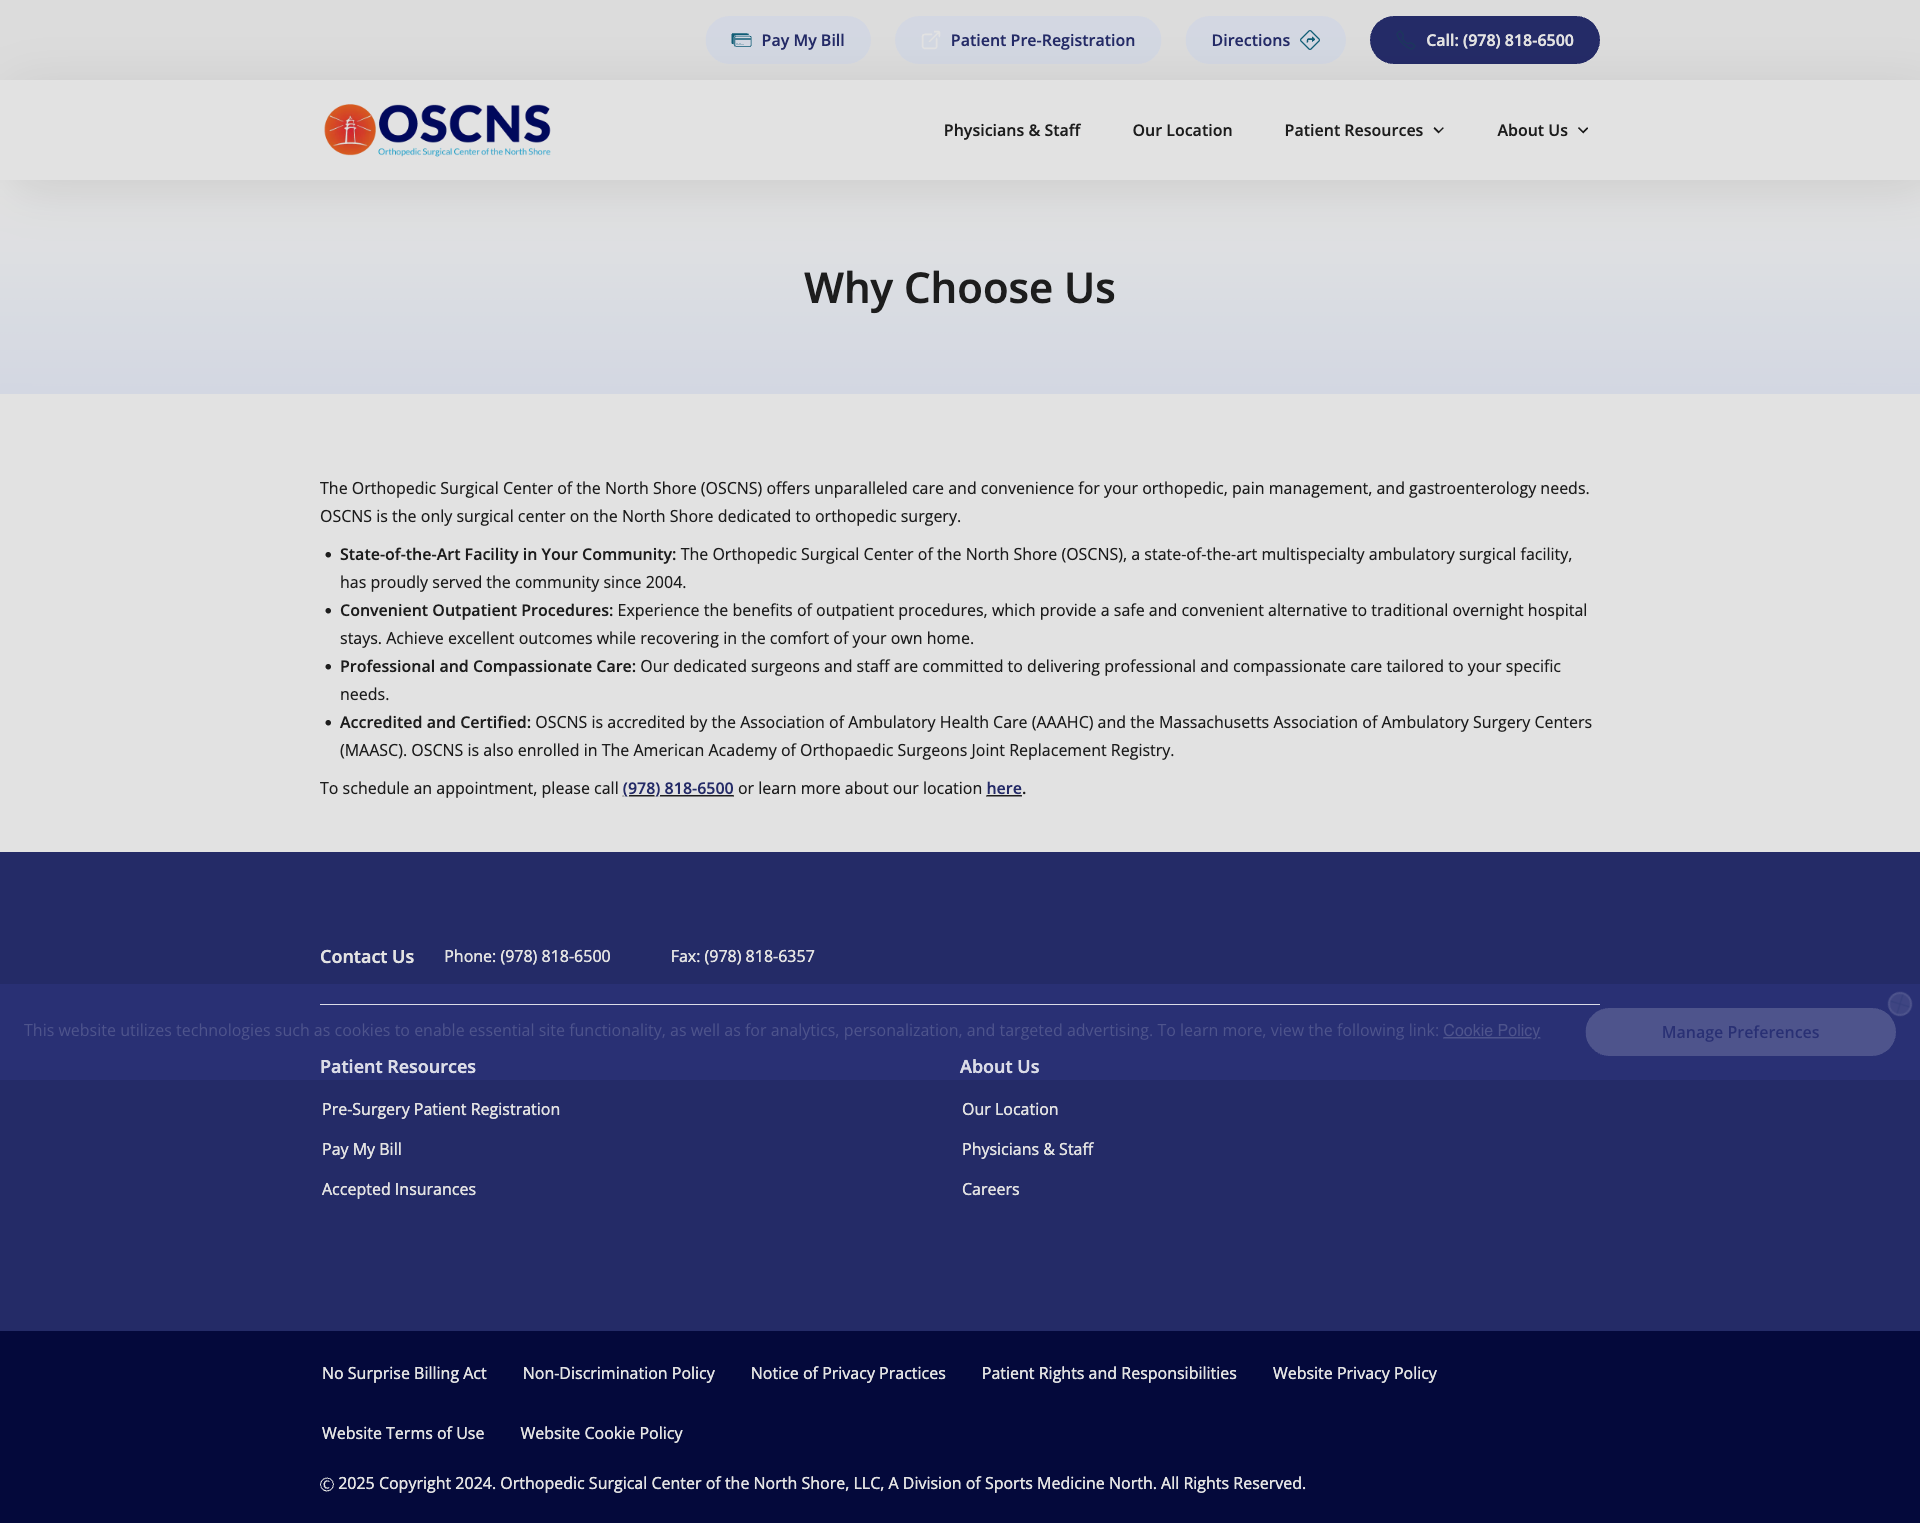 Pay My Bill
Patient Pre-Registration
Directions
Call: (978) 818-6500
OSCNS
Orthopedic Surgical Center of the North Shore
Physicians & Staff
Our Location
Patient Resources
About Us
Why Choose Us
The Orthopedic Surgical Center of the North Shore (OSCNS) offers unparalleled care and convenience for your orthopedic, pain management, and gastroenterology needs.
OSCNS is the only surgical center on the North Shore dedicated to orthopedic surgery.
• State-of-the-Art Facility in Your Community: The Orthopedic Surgical Center of the North Shore (OSCNS), a state-of-the-art multispecialty ambulatory surgical facility,
has proudly served the community since 2004.
• Convenient Outpatient Procedures: Experience the benefits of outpatient procedures, which provide a safe and convenient alternative to traditional overnight hospital
stays. Achieve excellent outcomes while recovering in the comfort of your own home.
• Professional and Compassionate Care: Our dedicated surgeons and staff are committed to delivering professional and compassionate care tailored to your specific
needs.
• Accredited and Certified: OSCNS is accredited by the Association of Ambulatory Health Care (AAAHC) and the Massachusetts Association of Ambulatory Surgery Centers
(MAASC). OSCNS is also enrolled in The American Academy of Orthopaedic Surgeons Joint Replacement Registry.
To schedule an appointment, please call (978) 818-6500 or learn more about our location here.
Contact Us
Phone: (978) 818-6500
Fax: (978) 818-6357
This website utilizes technologies such as cookies to enable essential site functionality, as well as for analytics, personalization, and targeted advertising. To learn more, view the following link: Cookie Policy
Manage Preferences
Patient Resources
About Us
Pre-Surgery Patient Registration
Our Location
Pay My Bill
Physicians & Staff
Accepted Insurances
Careers
No Surprise Billing Act
Non-Discrimination Policy
Notice of Privacy Practices
Patient Rights and Responsibilities
Website Privacy Policy
Website Terms of Use
Website Cookie Policy
© 2025 Copyright 2024. Orthopedic Surgical Center of the North Shore, LLC, A Division of Sports Medicine North. All Rights Reserved.